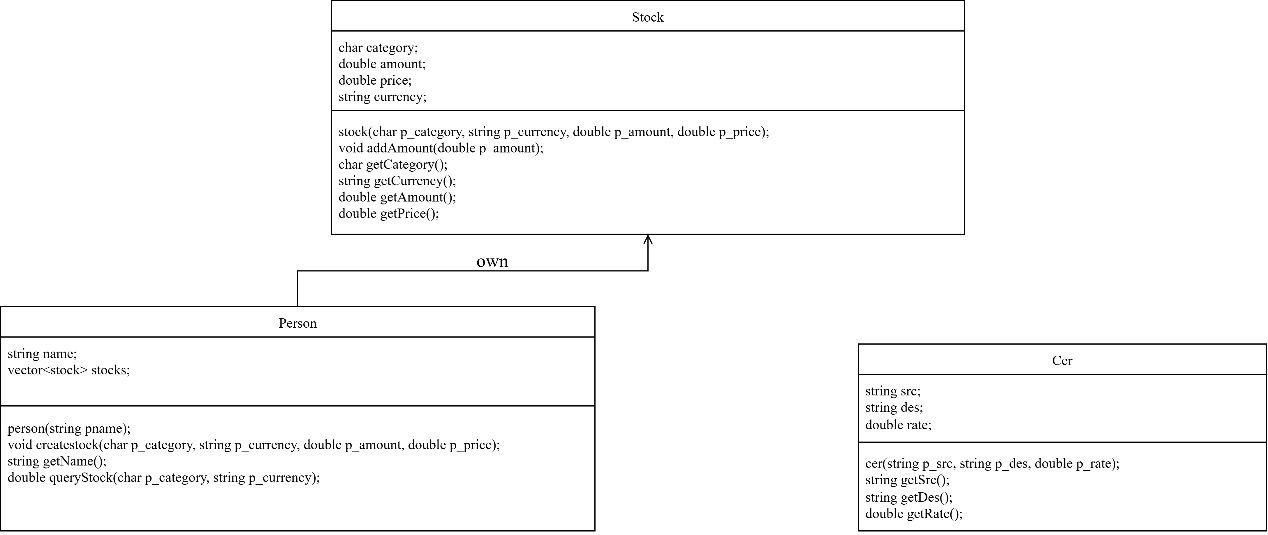 Stock
char category;
double amount;
double price;
string currency;
stock(char p_category, string p_currency, double p_amount, double p_price);
void addAmount(double p_amount);
char getCategory();
string getCurrency();
double getAmount();
double getPrice();
own
Person
string name;
vector<stock> stocks;
person(string pname);
void createstock(char p_category, string p_currency, double p_amount, double p_price);
string getName();
double queryStock(char p_category, string p_currency);
Cer
string src;
string des;
double rate;
cer(string p_src, string p_des, double p_rate);
string getSrc();
string getDes();
double getRate();